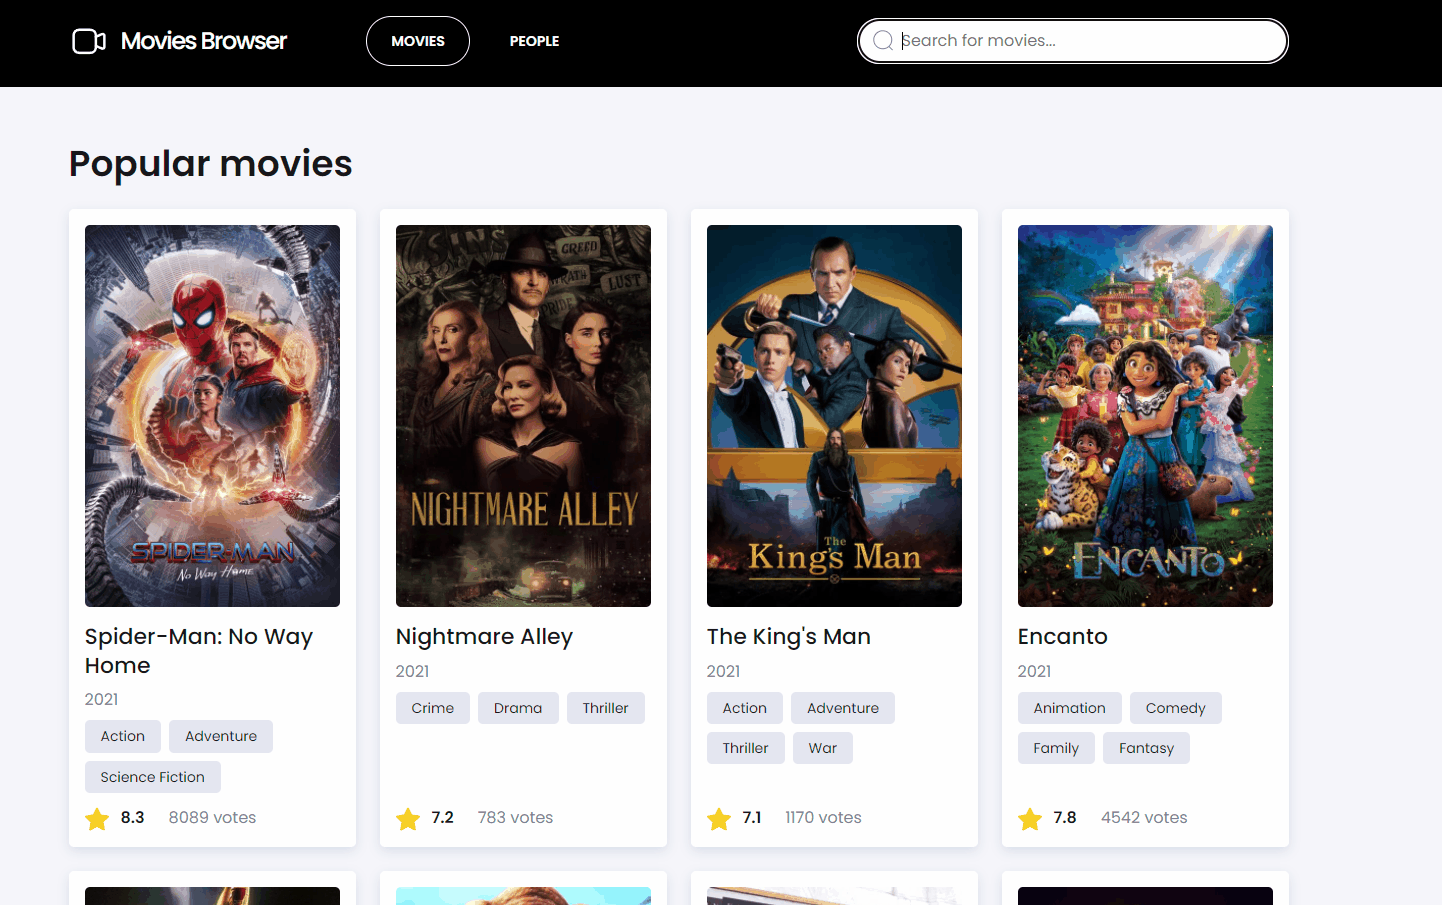 Movies Browser
MOVIES
PEOPLE
Search for movies...
Popular movies
SINS
GREED
WRATH
LUST
PRIDE
NIGHTMARE ALLEY
The
King's Man
ENCANTO
SPIDER-MAN
No Way Home
Spider-Man: No Way
Home
2021
Action
Adventure
Science Fiction
8.3
8089 votes
Nightmare Alley
2021
Crime
Drama
Thriller
7.2
783 votes
The King's Man
2021
Action
Adventure
Thriller
War
7.1
1170 votes
Encanto
2021
Animation
Comedy
Family
Fantasy
7.8
4542 votes